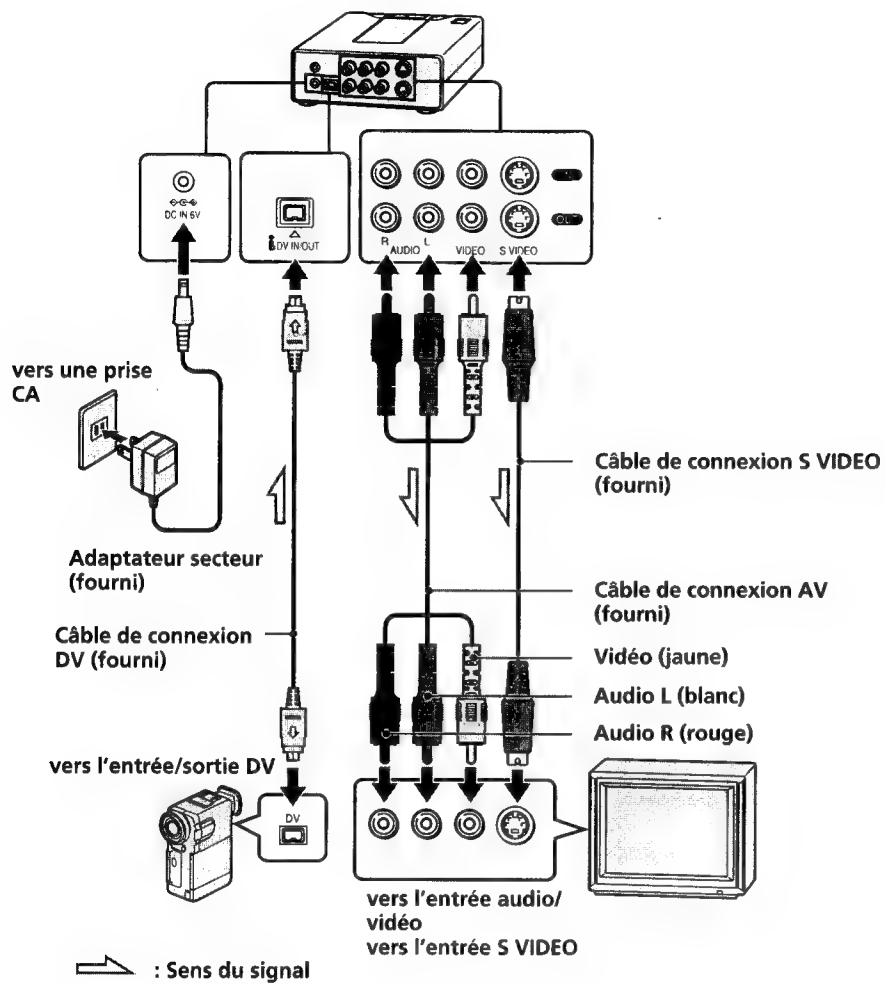 DC IN 6V
DV IN/OUT
R
L
AUDIO
VIDEO
S VIDEO
vers une prise
CA
Câble de connexion S VIDEO
(fourni)
Adaptateur secteur
(fourni)
Câble de connexion AV
(fourni)
Câble de connexion
DV (fourni)
Vidéo (jaune)
Audio L (blanc)
Audio R (rouge)
vers l'entrée/sortie DV
DV
vers l'entrée audio/
vidéo
vers l'entrée S VIDEO
: Sens du signal